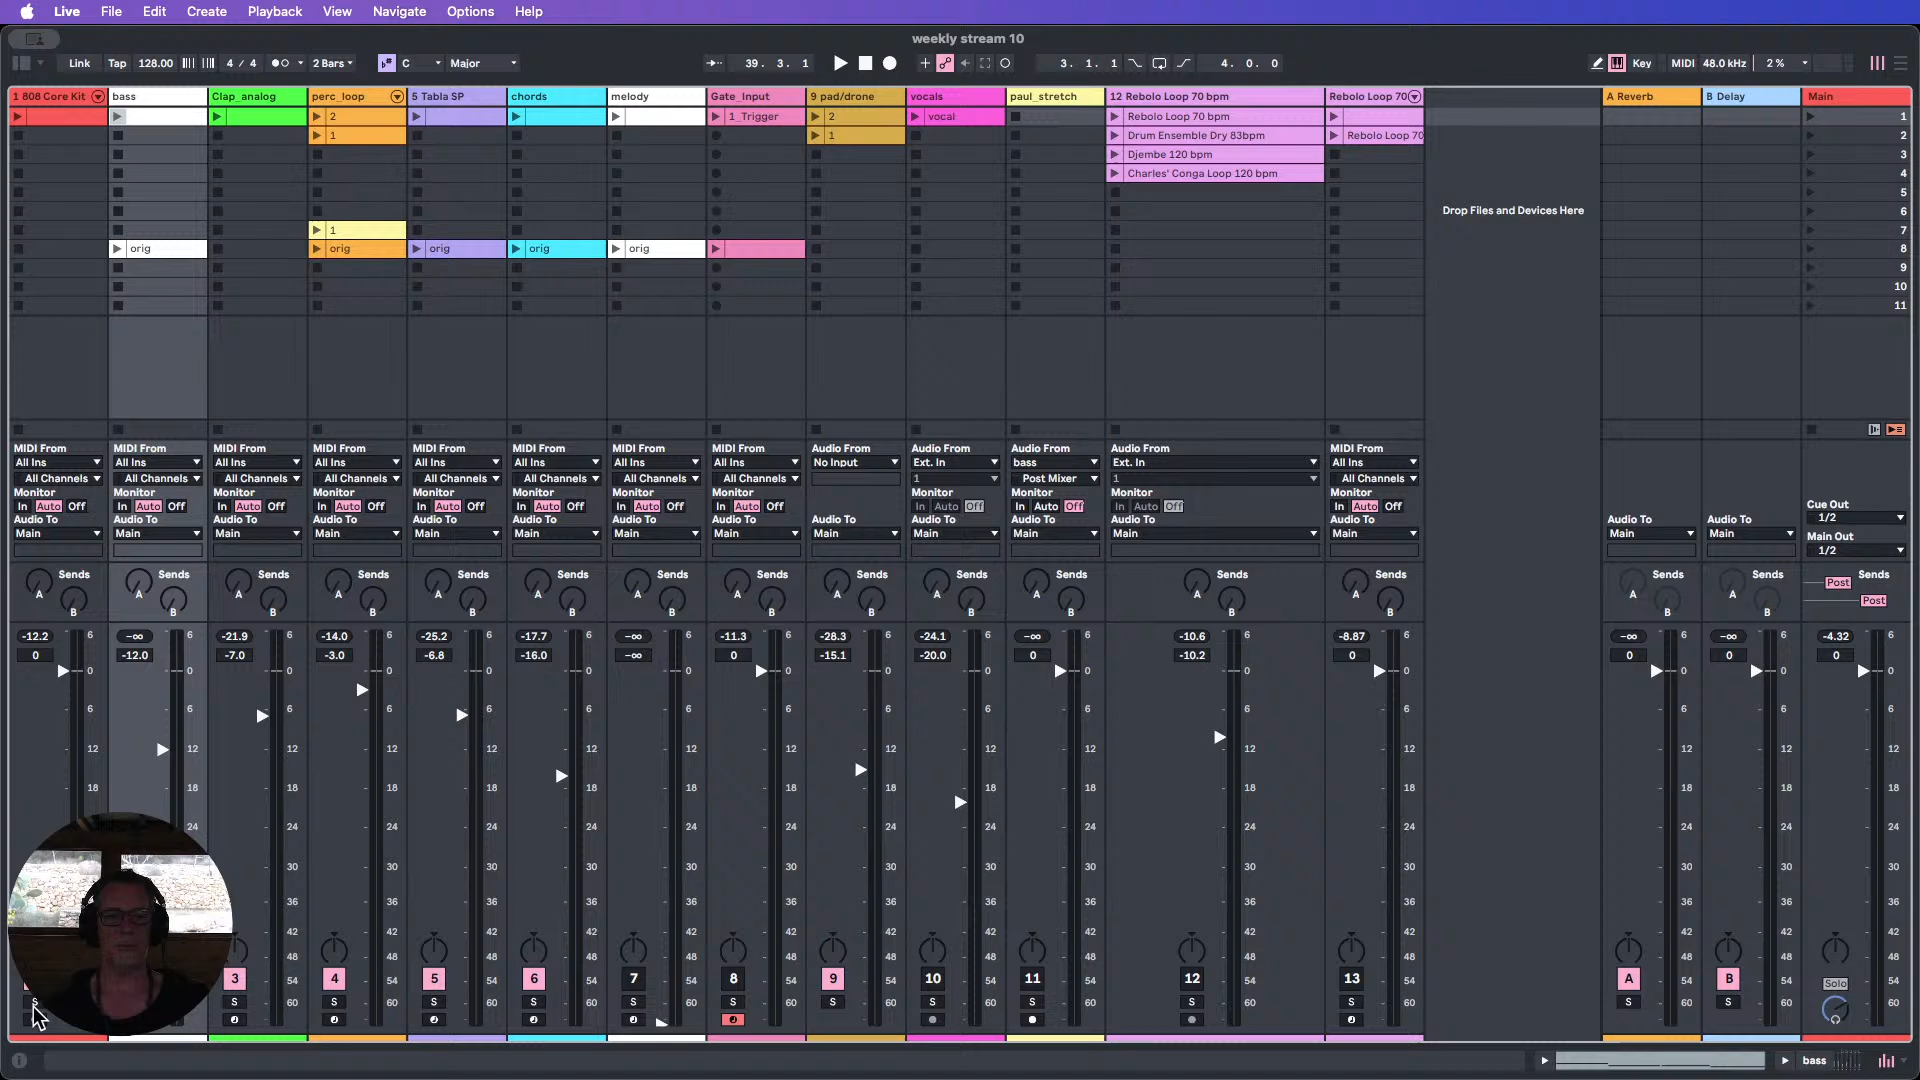 Live File Edit Create Playback View Navigate Options Help
weekly stream 10
Link Tap 128.00 4 / 4 2 Bars C Major 39. 3. 1 3. 1. 1 4. 0. 0 Key MIDI 48.0 kHz 2 %
1 808 Core Kit bass Clap_analog perc_loop 5 Tabla SP chords melody Gate_Input 9 pad/drone vocals paul_stretch 12 Rebolo Loop 70 bpm Rebolo Loop 70 A Reverb B Delay Main
2 1_Trigger 2 vocal Rebolo Loop 70 bpm 1
1 1 Drum Ensemble Dry 83bpm Rebolo Loop 70 2
Djembe 120 bpm 3
Charles' Conga Loop 120 bpm 4
5
Drop Files and Devices Here 6
1 7
orig orig orig orig orig 8
9
10
11
MIDI From MIDI From MIDI From MIDI From MIDI From MIDI From MIDI From MIDI From Audio From Audio From Audio From Audio From MIDI From
All Ins All Ins All Ins All Ins All Ins All Ins All Ins All Ins No Input Ext. In bass Ext. In All Ins
All Channels All Channels All Channels All Channels All Channels All Channels All Channels All Channels 1 Post Mixer 1 All Channels
Monitor Monitor Monitor Monitor Monitor Monitor Monitor Monitor Monitor Monitor Monitor Monitor
In Auto Off In Auto Off In Auto Off In Auto Off In Auto Off In Auto Off In Auto Off In Auto Off In Auto Off In Auto Off In Auto Off In Auto Off Cue Out
Audio To Audio To Audio To Audio To Audio To Audio To Audio To Audio To Audio To Audio To Audio To Audio To Audio To Audio To Audio To 1/2
Main Main Main Main Main Main Main Main Main Main Main Main Main Main Main Main Out
1/2
Sends Sends Sends Sends Sends Sends Sends Sends Sends Sends Sends Sends Sends Sends Sends Post Sends
A A A A A A A A A A A A A A A Post
B B B B B B B B B B B B B B B
-12.2 6 -∞ 6 -21.9 6 -14.0 6 -25.2 6 -17.7 6 -∞ 6 -11.3 6 -28.3 6 -24.1 6 -∞ 6 -10.6 6 -8.87 6 -∞ 6 -∞ 6 -4.32 6
0 -12.0 -7.0 -3.0 -6.8 -16.0 -∞ 0 -15.1 -20.0 0 -10.2 0 0 0 0
0 0 0 0 0 0 0 0 0 0 0 0 0 0 0 0
6 6 6 6 6 6 6 6 6 6 6 6 6 6 6 6
12 12 12 12 12 12 12 12 12 12 12 12 12 12 12 12
18 18 18 18 18 18 18 18 18 18 18 18 18 18 18 18
24 24 24 24 24 24 24 24 24 24 24 24 24 24 24
30 30 30 30 30 30 30 30 30 30 30 30 30 30
36 36 36 36 36 36 36 36 36 36 36 36 36 36
42 42 42 42 42 42 42 42 42 42 42 42 42 42
48 48 48 48 48 48 48 48 48 48 48 48 48 48
3 54 4 54 5 54 6 54 7 54 8 54 9 54 10 54 11 54 12 54 13 54 A 54 B 54 Solo 54
S S 60 S 60 S 60 S 60 S 60 S 60 S 60 S 60 S 60 S 60 S 60 S 60 S 60 60
bass